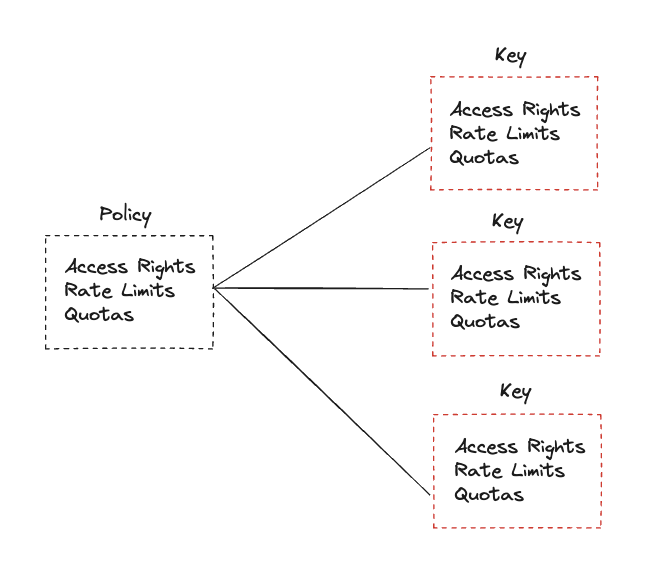 Key
Access Rights
Rate Limits
Quotas
Policy
Access Rights
Rate Limits
Quotas
Key
Access Rights
Rate Limits
Quotas
Key
Access Rights
Rate Limits
Quotas